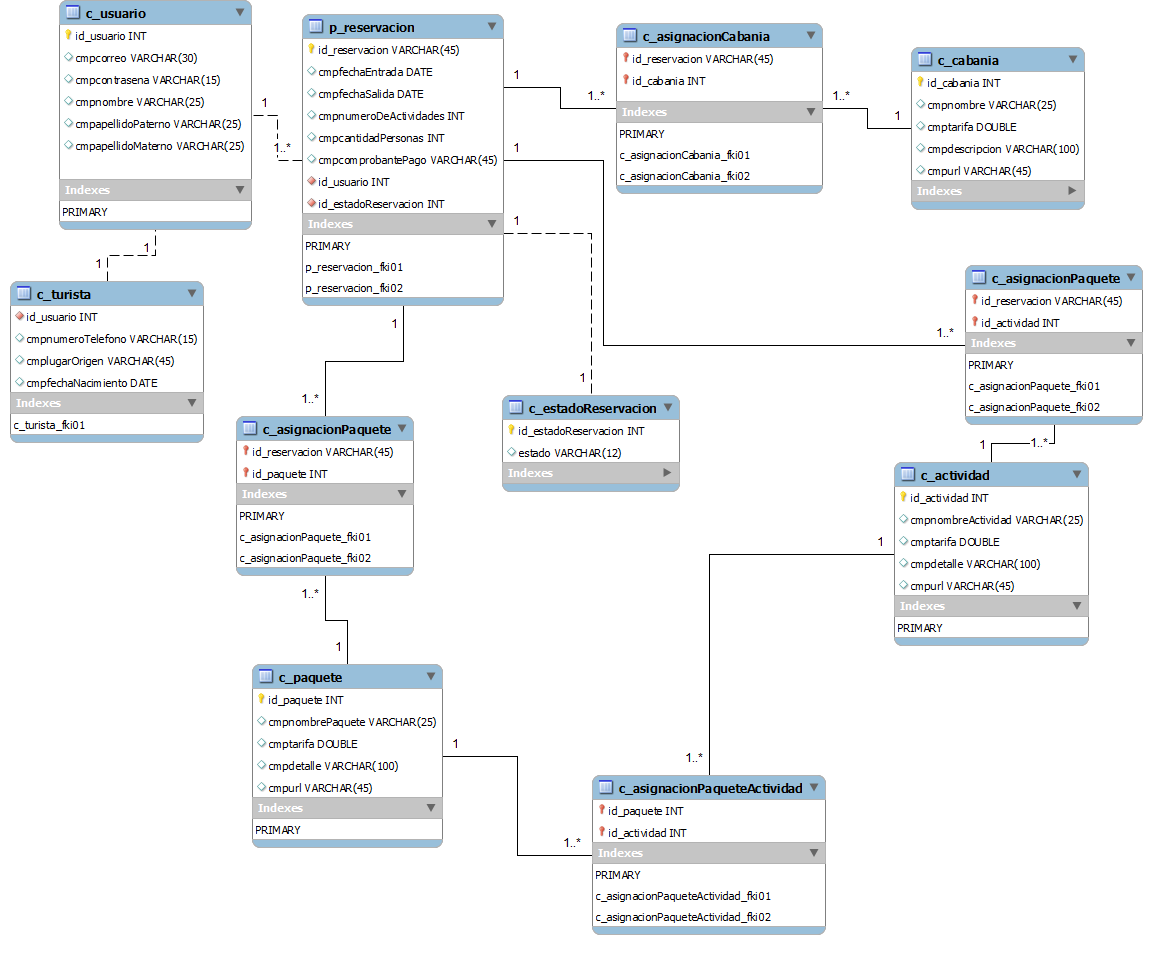 c_usuario
id_usuario INT
cmpcorreo VARCHAR(30)
cmpcontrasena VARCHAR(15)
cmpnombre VARCHAR(25)
cmpapellidoPaterno VARCHAR(25)
cmpapellidoMaterno VARCHAR(25)
Indexes
PRIMARY
1
1..*
p_reservacion
id_reservacion VARCHAR(45)
cmpfechaEntrada DATE
cmpfechaSalida DATE
cmpnumeroDeActividades INT
cmpcantidadPersonas INT
cmpcomprobantePago VARCHAR(45)
id_usuario INT
id_estadoReservacion INT
Indexes
PRIMARY
p_reservacion_fki01
p_reservacion_fki02
1
1..*
c_asignacionCabania
id_reservacion VARCHAR(45)
id_cabania INT
Indexes
PRIMARY
c_asignacionCabania_fki01
c_asignacionCabania_fki02
1..*
1
c_cabania
id_cabania INT
cmpnombre VARCHAR(25)
cmptarifa DOUBLE
cmpdescripcion VARCHAR(100)
cmpurl VARCHAR(45)
Indexes
1
1
c_turista
id_usuario INT
cmpnumeroTelefono VARCHAR(15)
cmplugarOrigen VARCHAR(45)
cmpfechaNacimiento DATE
Indexes
c_turista_fki01
1
1..*
c_asignacionPaquete
id_reservacion VARCHAR(45)
id_actividad INT
Indexes
PRIMARY
c_asignacionPaquete_fki01
c_asignacionPaquete_fki02
1
1
c_estadoReservacion
id_estadoReservacion INT
estado VARCHAR(12)
Indexes
1
1..*
c_asignacionPaquete
id_reservacion VARCHAR(45)
id_paquete INT
Indexes
PRIMARY
c_asignacionPaquete_fki01
c_asignacionPaquete_fki02
1
1..*
c_actividad
id_actividad INT
cmpnombreActividad VARCHAR(25)
cmptarifa DOUBLE
cmpdetalle VARCHAR(100)
cmpurl VARCHAR(45)
Indexes
PRIMARY
1..*
1
c_paquete
id_paquete INT
cmpnombrePaquete VARCHAR(25)
cmptarifa DOUBLE
cmpdetalle VARCHAR(100)
cmpurl VARCHAR(45)
Indexes
PRIMARY
1
1..*
1
1..*
c_asignacionPaqueteActividad
id_paquete INT
id_actividad INT
Indexes
PRIMARY
c_asignacionPaqueteActividad_fki01
c_asignacionPaqueteActividad_fki02